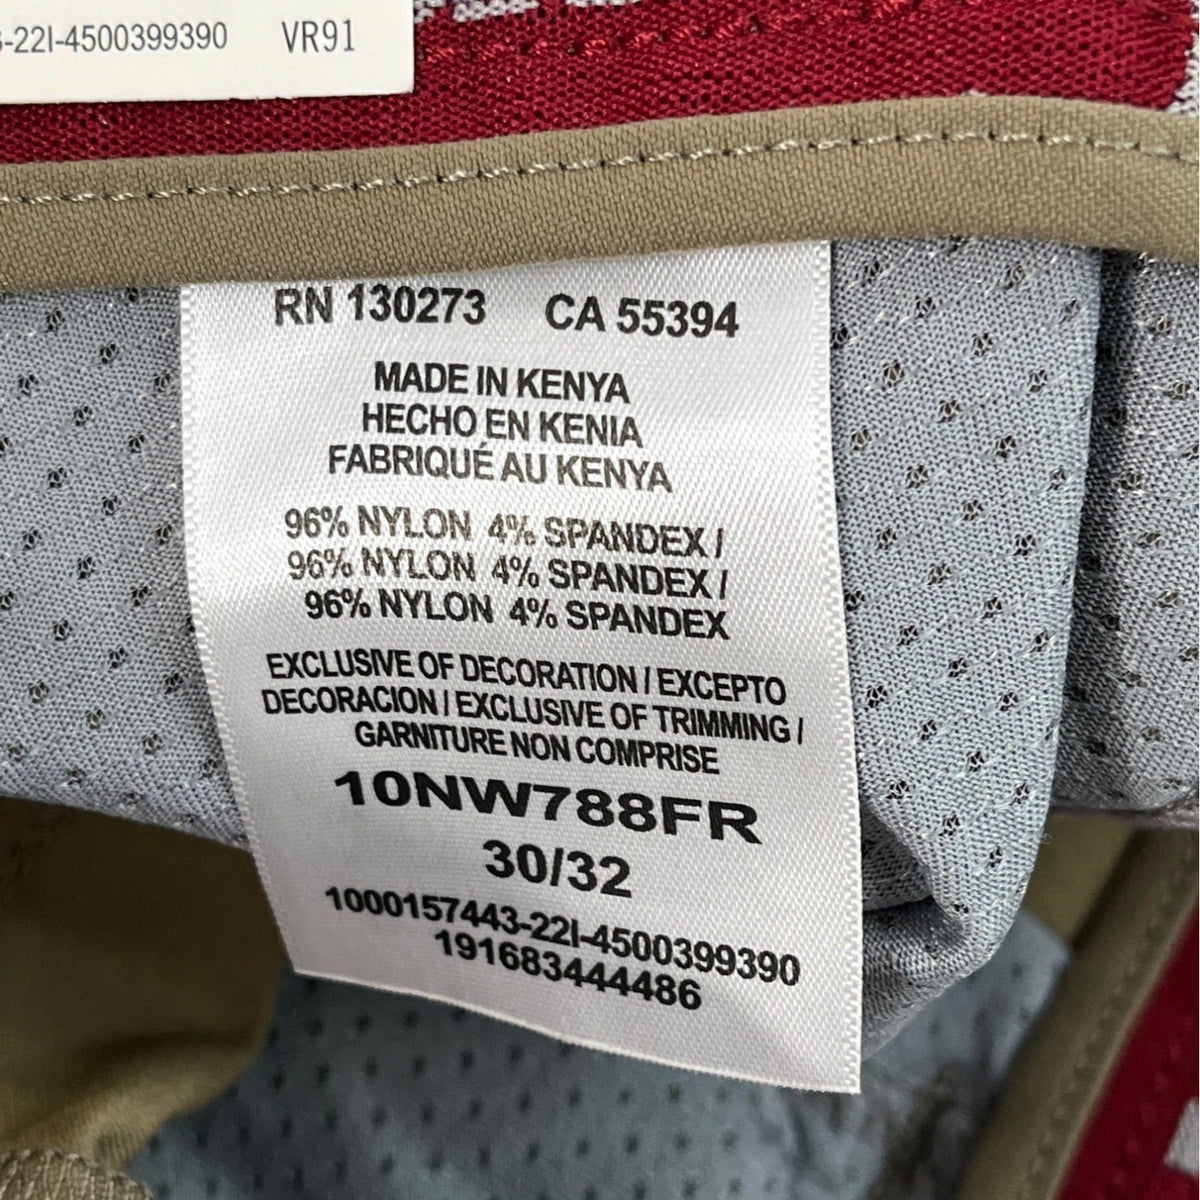 -22I-4500399390 VR91
RN 130273 CA 55394
MADE IN KENYA
HECHO EN KENIA
FABRIQUÉ AU KENYA
96% NYLON 4% SPANDEX /
96% NYLON 4% SPANDEX /
96% NYLON 4% SPANDEX
EXCLUSIVE OF DECORATION / EXCEPTO
DECORACION / EXCLUSIVE OF TRIMMING /
GARNITURE NON COMPRISE
10NW788FR
30/32
1000157443-22I-4500399390
191683444486